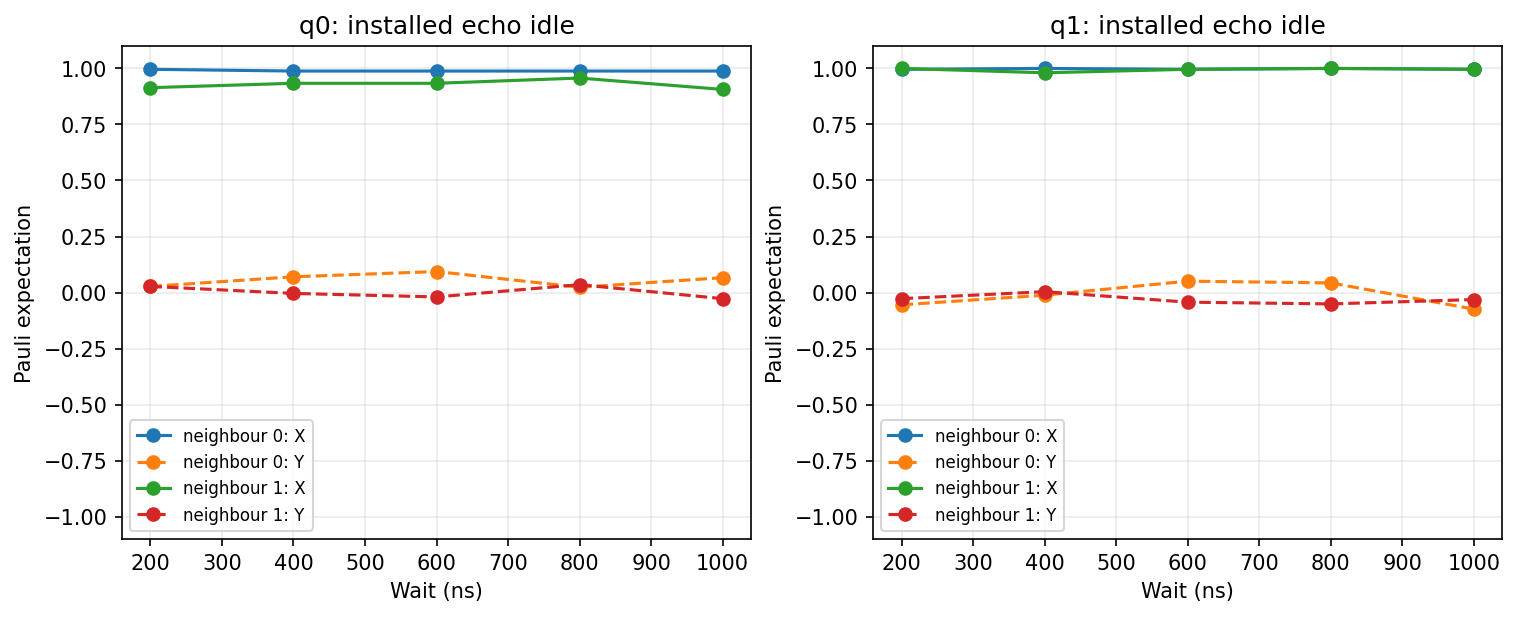 q0: installed echo idle
Pauli expectation
1.00
0.75
0.50
0.25
0.00
−0.25
−0.50
−0.75
−1.00
neighbour 0: X
neighbour 0: Y
neighbour 1: X
neighbour 1: Y
200 300 400 500 600 700 800 900 1000
Wait (ns)
q1: installed echo idle
Pauli expectation
1.00
0.75
0.50
0.25
0.00
−0.25
−0.50
−0.75
−1.00
neighbour 0: X
neighbour 0: Y
neighbour 1: X
neighbour 1: Y
200 300 400 500 600 700 800 900 1000
Wait (ns)